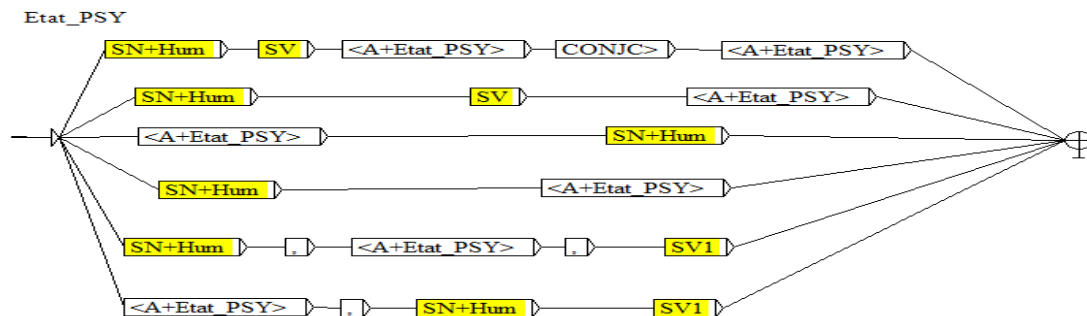 Etat_PSY
SN+Hum SV <A+Etat_PSY> CONJC> <A+Etat_PSY>
SN+Hum SV <A+Etat_PSY>
<A+Etat_PSY> SN+Hum
SN+Hum <A+Etat_PSY>
SN+Hum , <A+Etat_PSY> , SV1
<A+Etat_PSY> , SN+Hum SV1